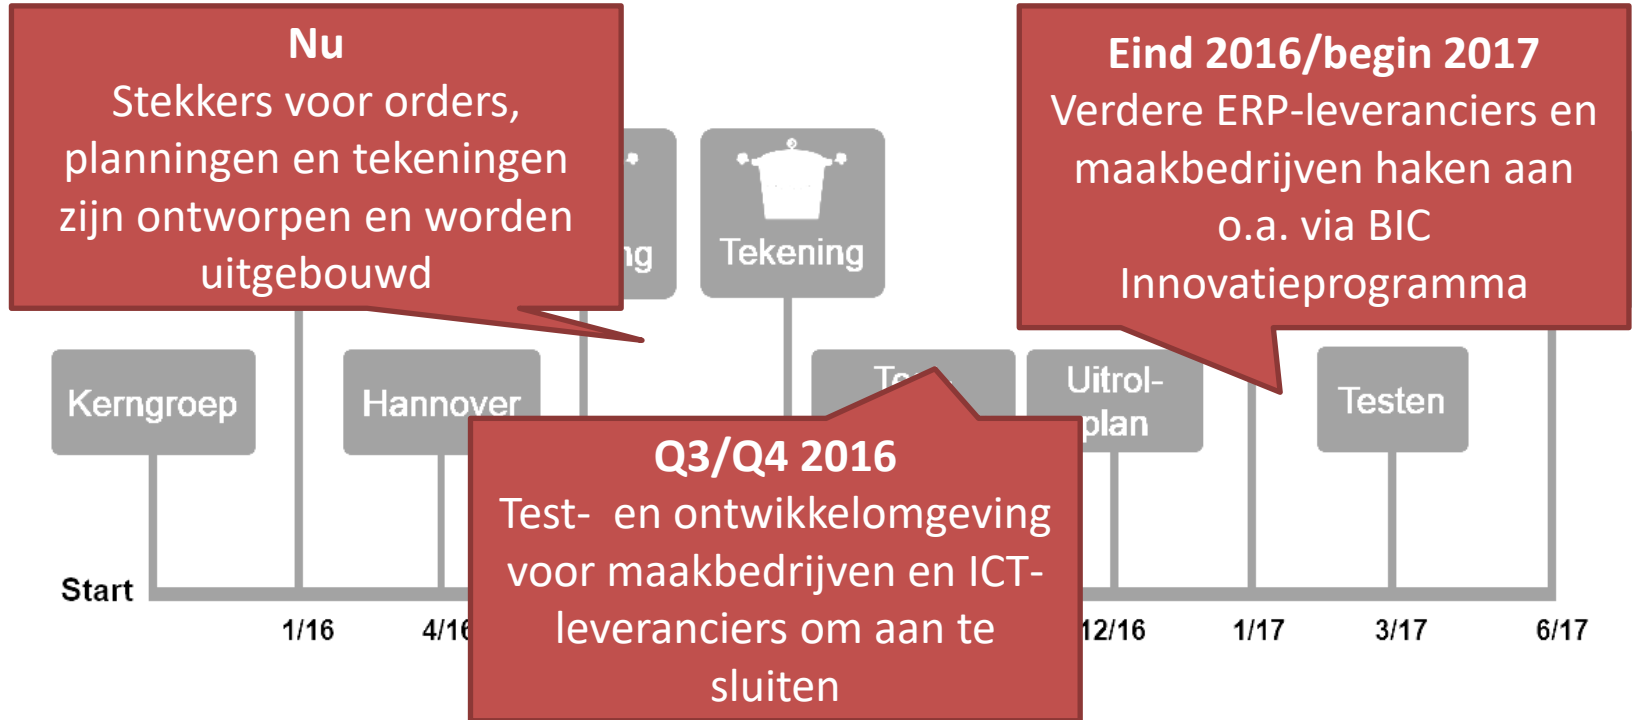 Nu
Stekkers voor orders,
planningen en tekeningen
zijn ontworpen en worden
uitgebouwd
Eind 2016/begin 2017
Verdere ERP-leveranciers en
maakbedrijven haken aan
o.a. via BIC
Innovatieprogramma
Tekening
Kerngroep
Hannover
Uitrol-
plan
Testen
Q3/Q4 2016
Test- en ontwikkelomgeving
voor maakbedrijven en ICT-
leveranciers om aan te
sluiten
Start
1/16
4/16
12/16
1/17
3/17
6/17